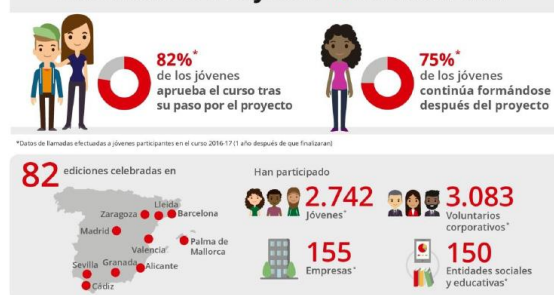 82%*
de los jóvenes
aprueba el curso tras
su paso por el proyecto
75%*
de los jóvenes
continúa formándose
después del proyecto
*Datos de llamadas efectuadas a jóvenes participantes en el curso 2016-17 (1 año después de que finalizaran)
82 ediciones celebradas en
Lleida
Zaragoza
Barcelona
Madrid
Valencia
Palma de
Mallorca
Sevilla
Granada
Alicante
Cádiz
Han participado
2.742
Jóvenes*
3.083
Voluntarios
corporativos*
155
Empresas*
150
Entidades sociales
y educativas*